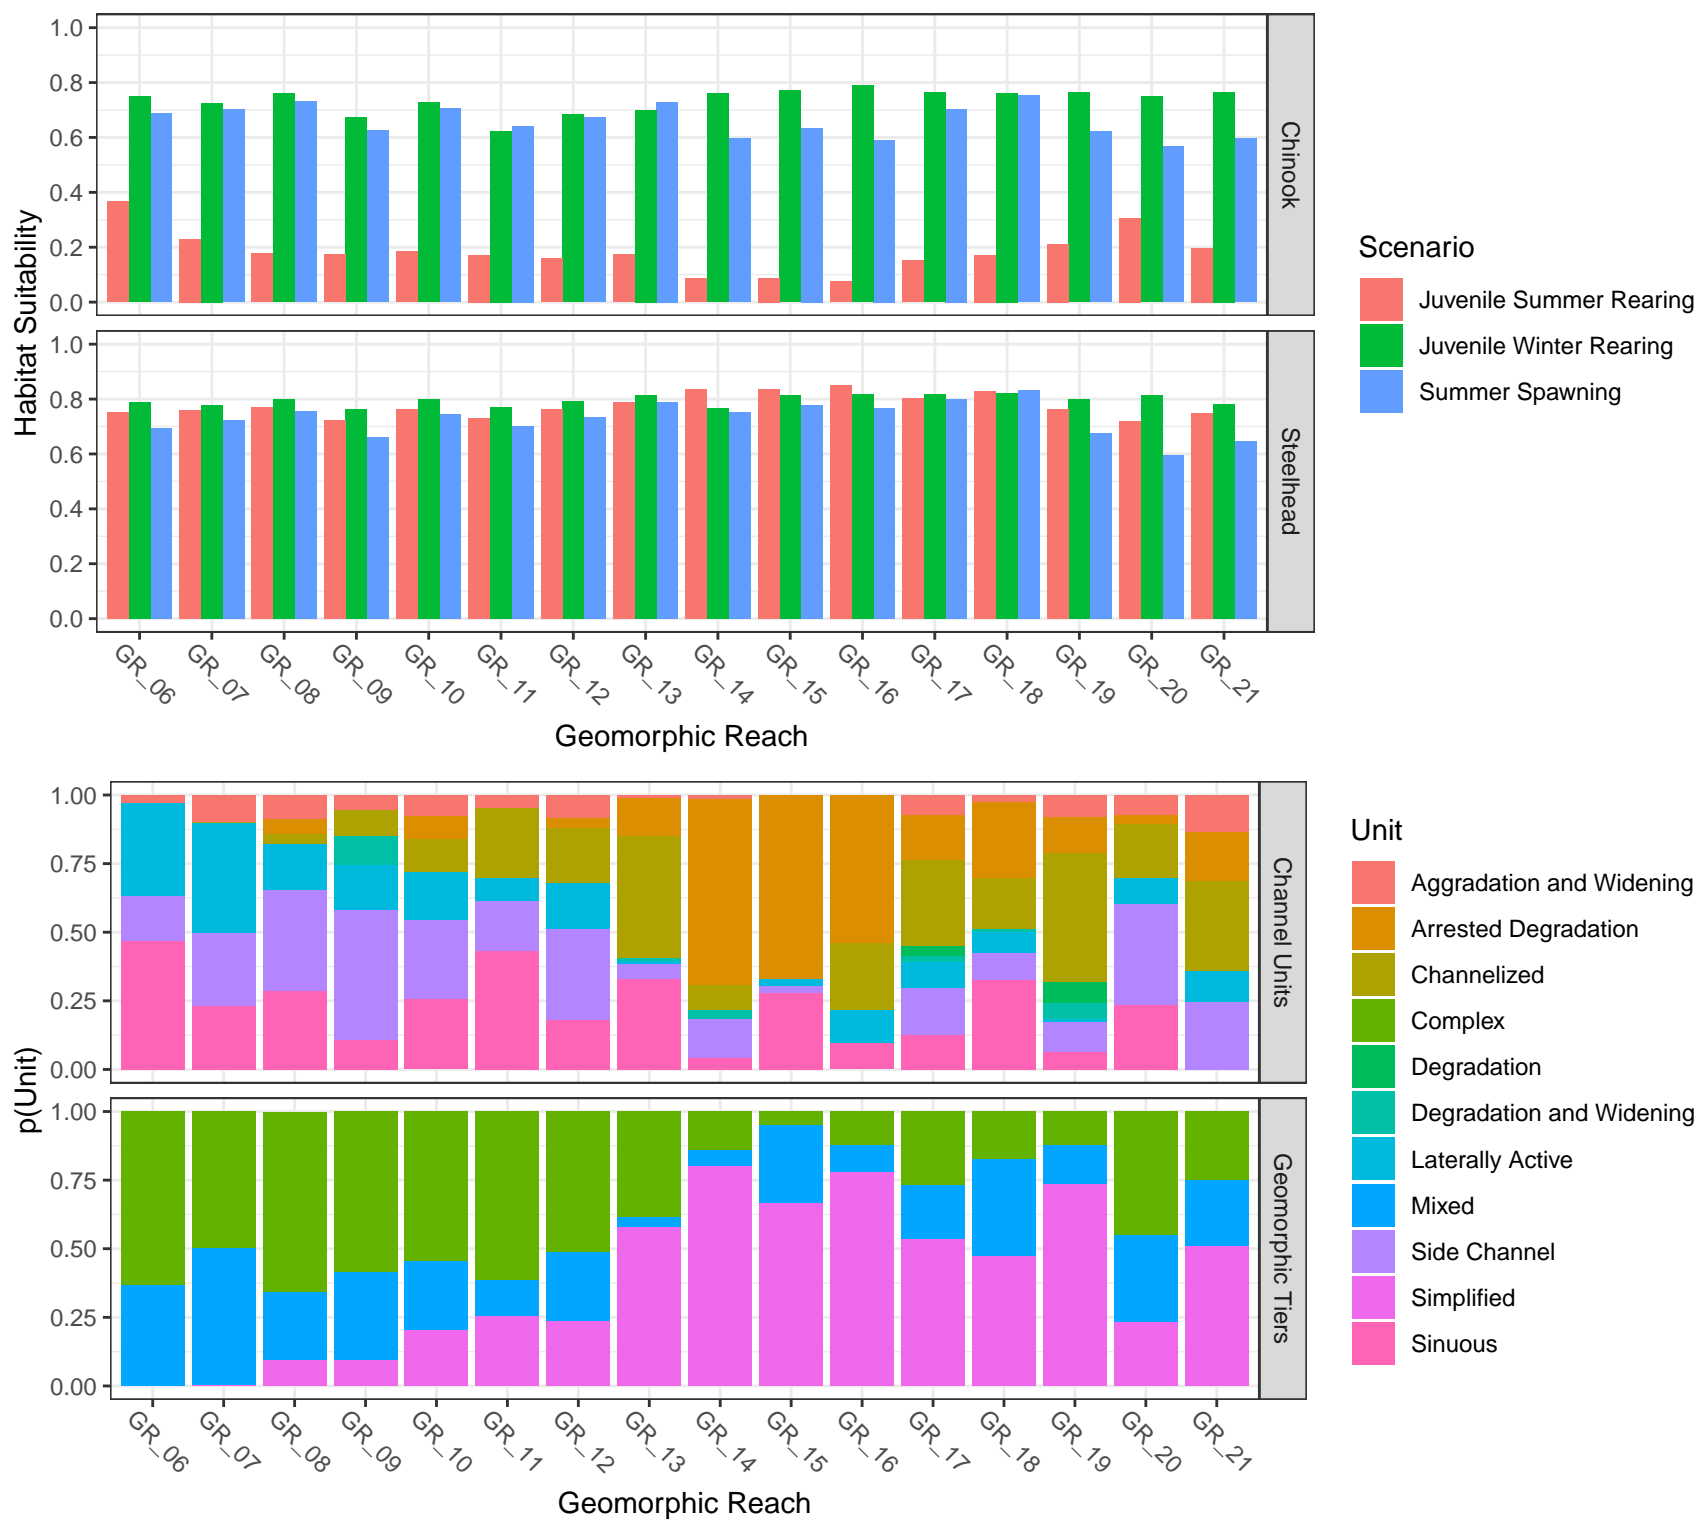 1.0
0.8
0.6
0.4
0.2
0.0
Chinook
1.0
0.8
0.6
0.4
0.2
0.0
Steelhead
Habitat Suitability
GR_06
GR_07
GR_08
GR_09
GR_10
GR_11
GR_12
GR_13
GR_14
GR_15
GR_16
GR_17
GR_18
GR_19
GR_20
GR_21
Geomorphic Reach
Scenario
Juvenile Summer Rearing
Juvenile Winter Rearing
Summer Spawning
1.00
0.75
0.50
0.25
0.00
Channel Units
1.00
0.75
0.50
0.25
0.00
Geomorphic Tiers
p(Unit)
GR_06
GR_07
GR_08
GR_09
GR_10
GR_11
GR_12
GR_13
GR_14
GR_15
GR_16
GR_17
GR_18
GR_19
GR_20
GR_21
Geomorphic Reach
Unit
Aggradation and Widening
Arrested Degradation
Channelized
Complex
Degradation
Degradation and Widening
Laterally Active
Mixed
Side Channel
Simplified
Sinuous